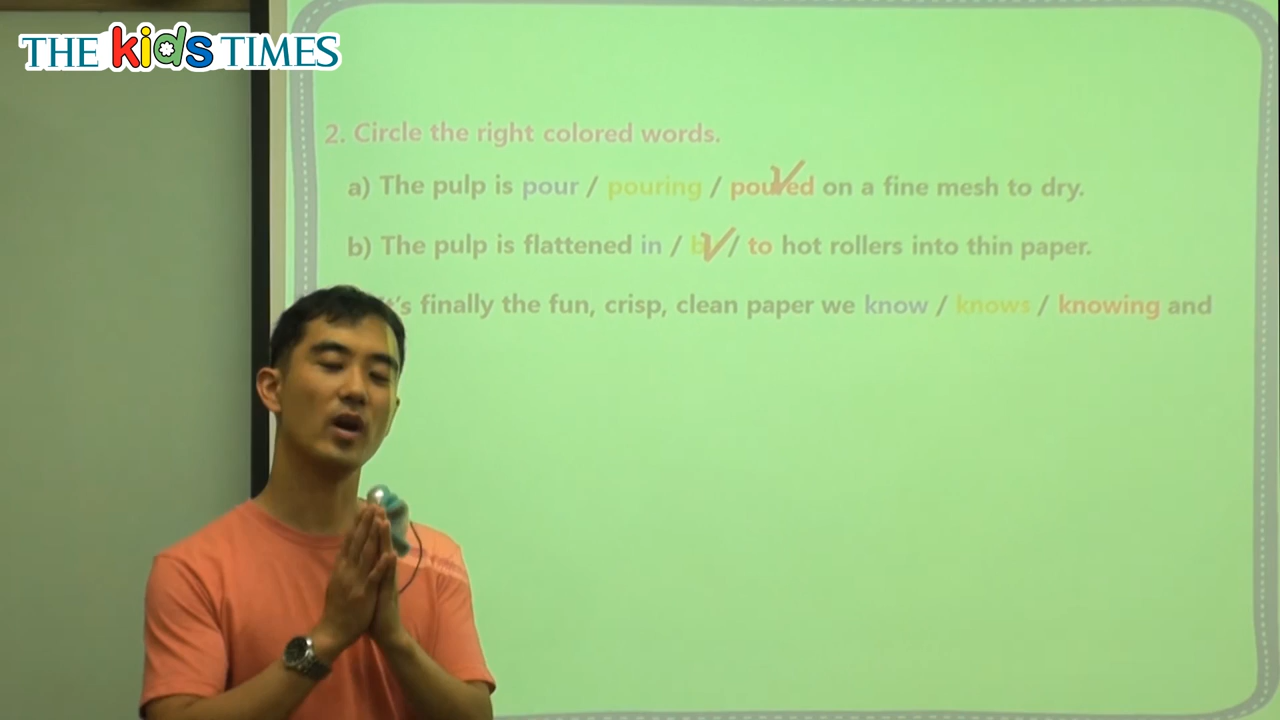 THE kids TIMES
2. Circle the right colored words.
a) The pulp is pour / pouring / poured on a fine mesh to dry.
b) The pulp is flattened in / / to hot rollers into thin paper.
's finally the fun, crisp, clean paper we know / knows / knowing and